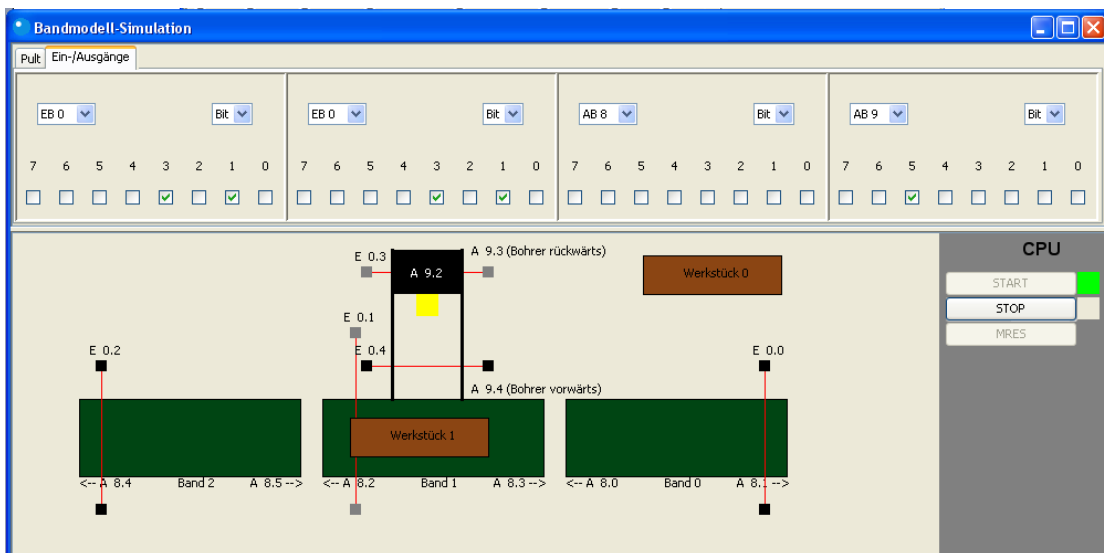 Bandmodell-Simulation
Pult Ein-/Ausgänge
EB 0 Bit EB 0 Bit AB 8 Bit AB 9 Bit
7 6 5 4 3 2 1 0 7 6 5 4 3 2 1 0 7 6 5 4 3 2 1 0 7 6 5 4 3 2 1 0
CPU
START
STOP
MRES
E 0.3 A 9.3 (Bohrer rückwärts)
A 9.2 Werkstück 0
E 0.1
E 0.2 E 0.4 E 0.0
A 9.4 (Bohrer vorwärts)
Werkstück 1
<-- A 8.4 Band 2 A 8.5 --> <-- A 8.2 Band 1 A 8.3 --> <-- A 8.0 Band 0 A 8.1 -->